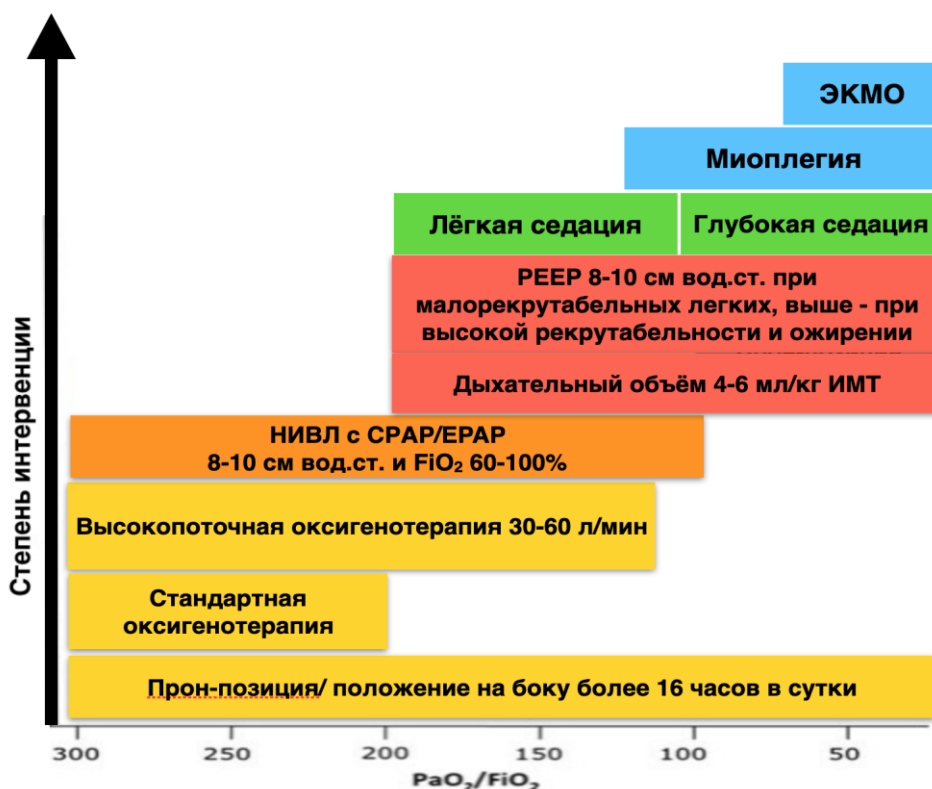 Степень интервенции
ЭКМО
Миоплегия
Лёгкая седация
Глубокая седация
PEEP 8-10 см вод.ст. при
малорекрутабельных легких, выше - при
высокой рекрутабельности и ожирении
Дыхательный объём 4-6 мл/кг ИМТ
НИВЛ с CPAP/EPAP
8-10 см вод.ст. и FiO₂ 60-100%
Высокопоточная оксигенотерапия 30-60 л/мин
Стандартная
оксигенотерапия
Прон-позиция/ положение на боку более 16 часов в сутки
300 250 200 150 100 50
PaO₂/FiO₂